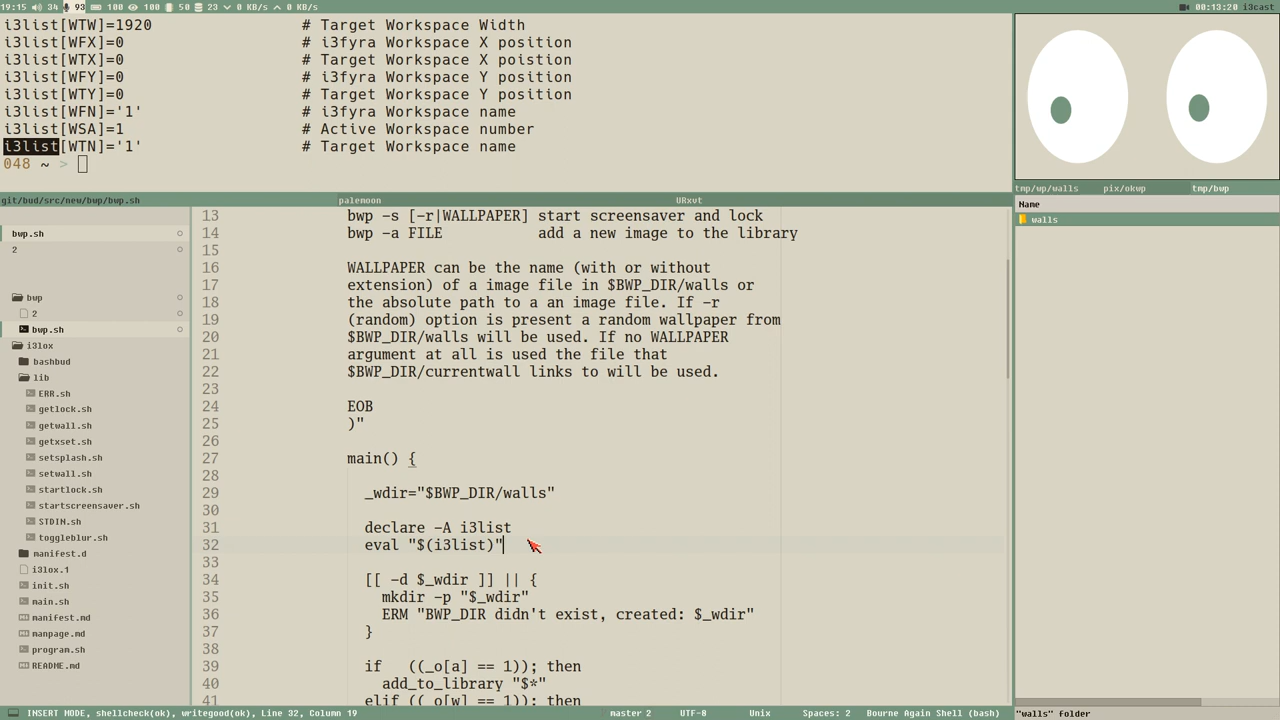 19:15 34 93 100 100 50 23 0 KB/s 0 KB/s
00:13:20 i3cast
i3list[WTW]=1920 # Target Workspace Width
i3list[WFX]=0 # i3fyra Workspace X position
i3list[WTX]=0 # Target Workspace X poistion
i3list[WFY]=0 # i3fyra Workspace Y position
i3list[WTY]=0 # Target Workspace Y position
i3list[WFN]='1' # i3fyra Workspace name
i3list[WSA]=1 # Active Workspace number
i3list[WTN]='1' # Target Workspace name
048 ~ >
tmp/wp/walls pix/okwp tmp/bwp
Name
walls
git/bud/src/new/bwp/bwp.sh palemoon URxvt
bwp.sh
2
bwp
2
bwp.sh
i3lox
bashbud
lib
ERR.sh
getlock.sh
getwall.sh
getxset.sh
setsplash.sh
setwall.sh
startlock.sh
startscreensaver.sh
STDIN.sh
toggleblur.sh
manifest.d
i3lox.1
init.sh
main.sh
manifest.md
manpage.md
program.sh
README.md
13 bwp -s [-r|WALLPAPER] start screensaver and lock
14 bwp -a FILE add a new image to the library
15
16 WALLPAPER can be the name (with or without
17 extension) of a image file in $BWP_DIR/walls or
18 the absolute path to a an image file. If -r
19 (random) option is present a random wallpaper from
20 $BWP_DIR/walls will be used. If no WALLPAPER
21 argument at all is used the file that
22 $BWP_DIR/currentwall links to will be used.
23
24 EOB
25 )"
26
27 main() {
28
29 _wdir="$BWP_DIR/walls"
30
31 declare -A i3list
32 eval "$(i3list)"
33
34 [[ -d $_wdir ]] || {
35 mkdir -p "$_wdir"
36 ERM "BWP_DIR didn't exist, created: $_wdir"
37 }
38
39 if ((_o[a] == 1)); then
40 add_to_library "$*"
41 elif ((_o[w] == 1)); then
INSERT MODE, shellcheck(ok), writegood(ok), Line 32, Column 19 master 2 UTF-8 Unix Spaces: 2 Bourne Again Shell (bash)
"walls" folder